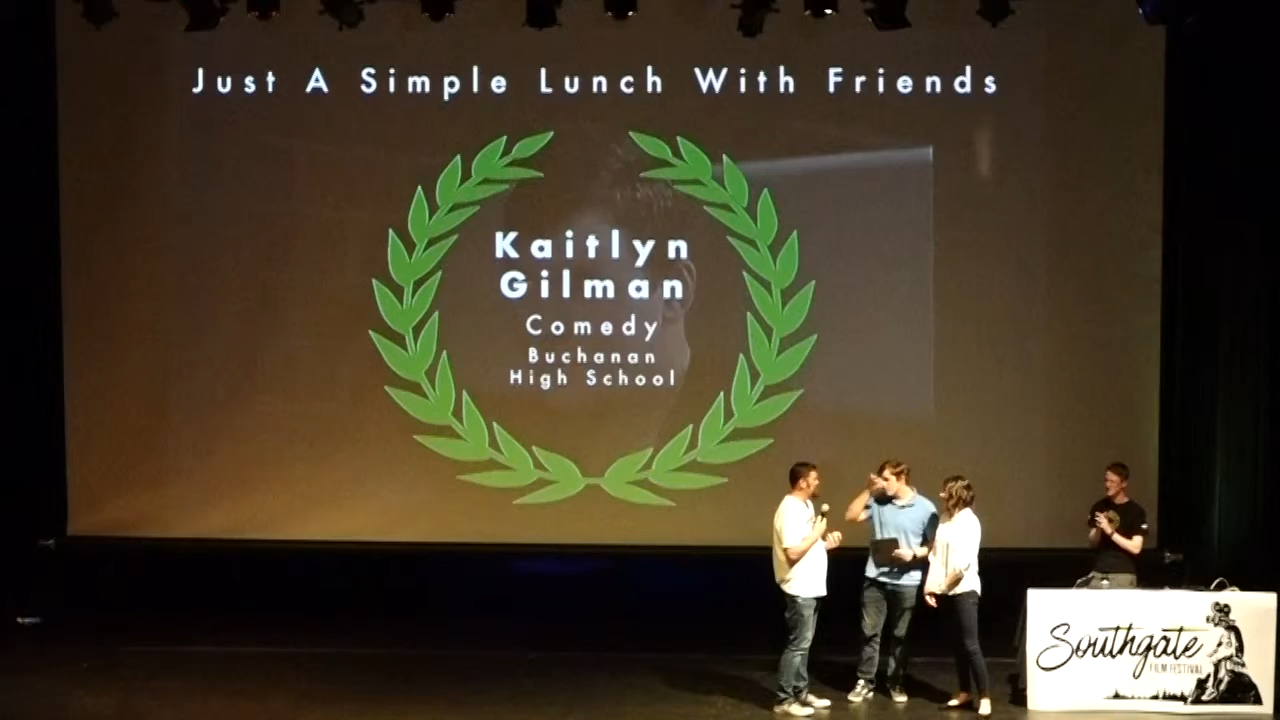 Just A Simple Lunch With Friends
Kaitlyn
Gilman
Comedy
Buchanan
High School
Southgate
FILM FESTIVAL